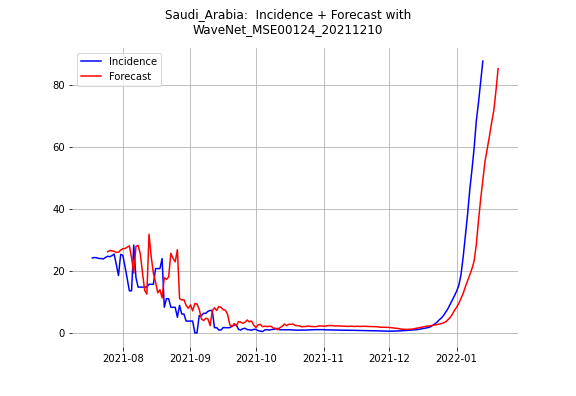 Saudi_Arabia:  Incidence + Forecast with
WaveNet_MSE00124_20211210
Incidence
Forecast
80
60
40
20
0
2021-08 2021-09 2021-10 2021-11 2021-12 2022-01